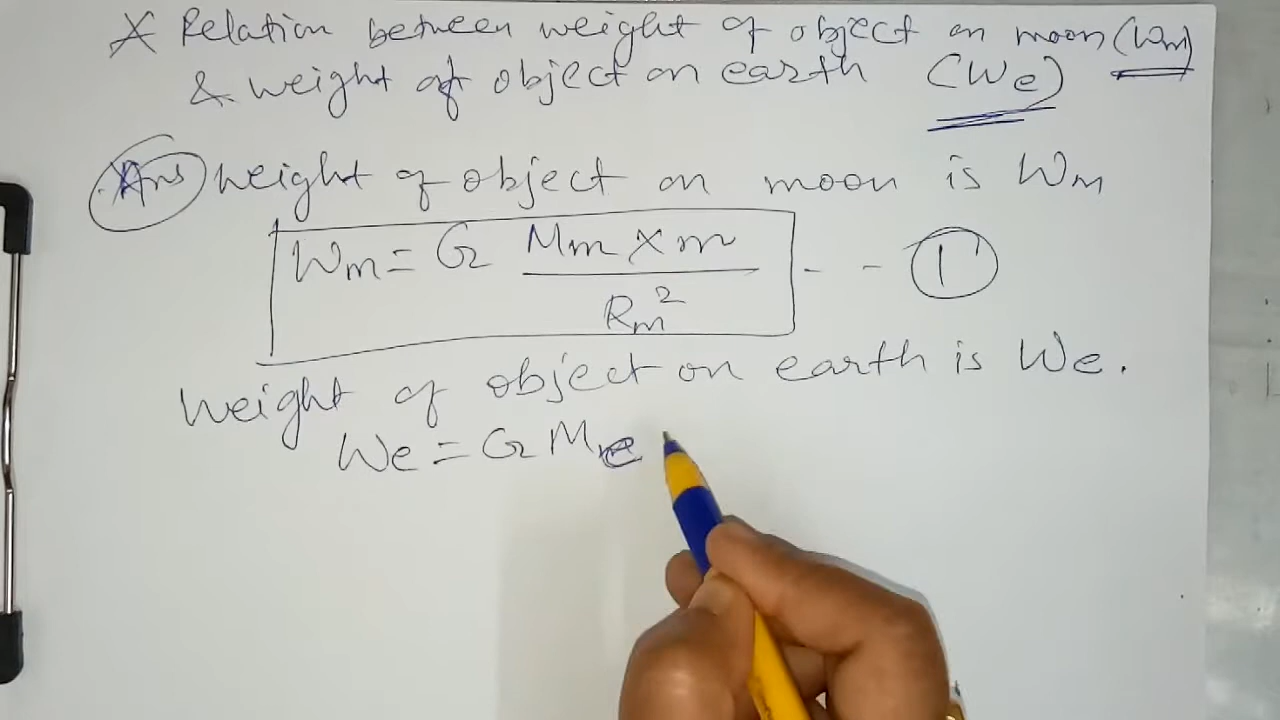 X Relation between weight of object on moon (Wm)
& weight of object on earth (We)
Ans weight of object on moon is Wm
Wm = G Mm X m / Rm² - - 1
Weight of object on earth is We.
We = G Me